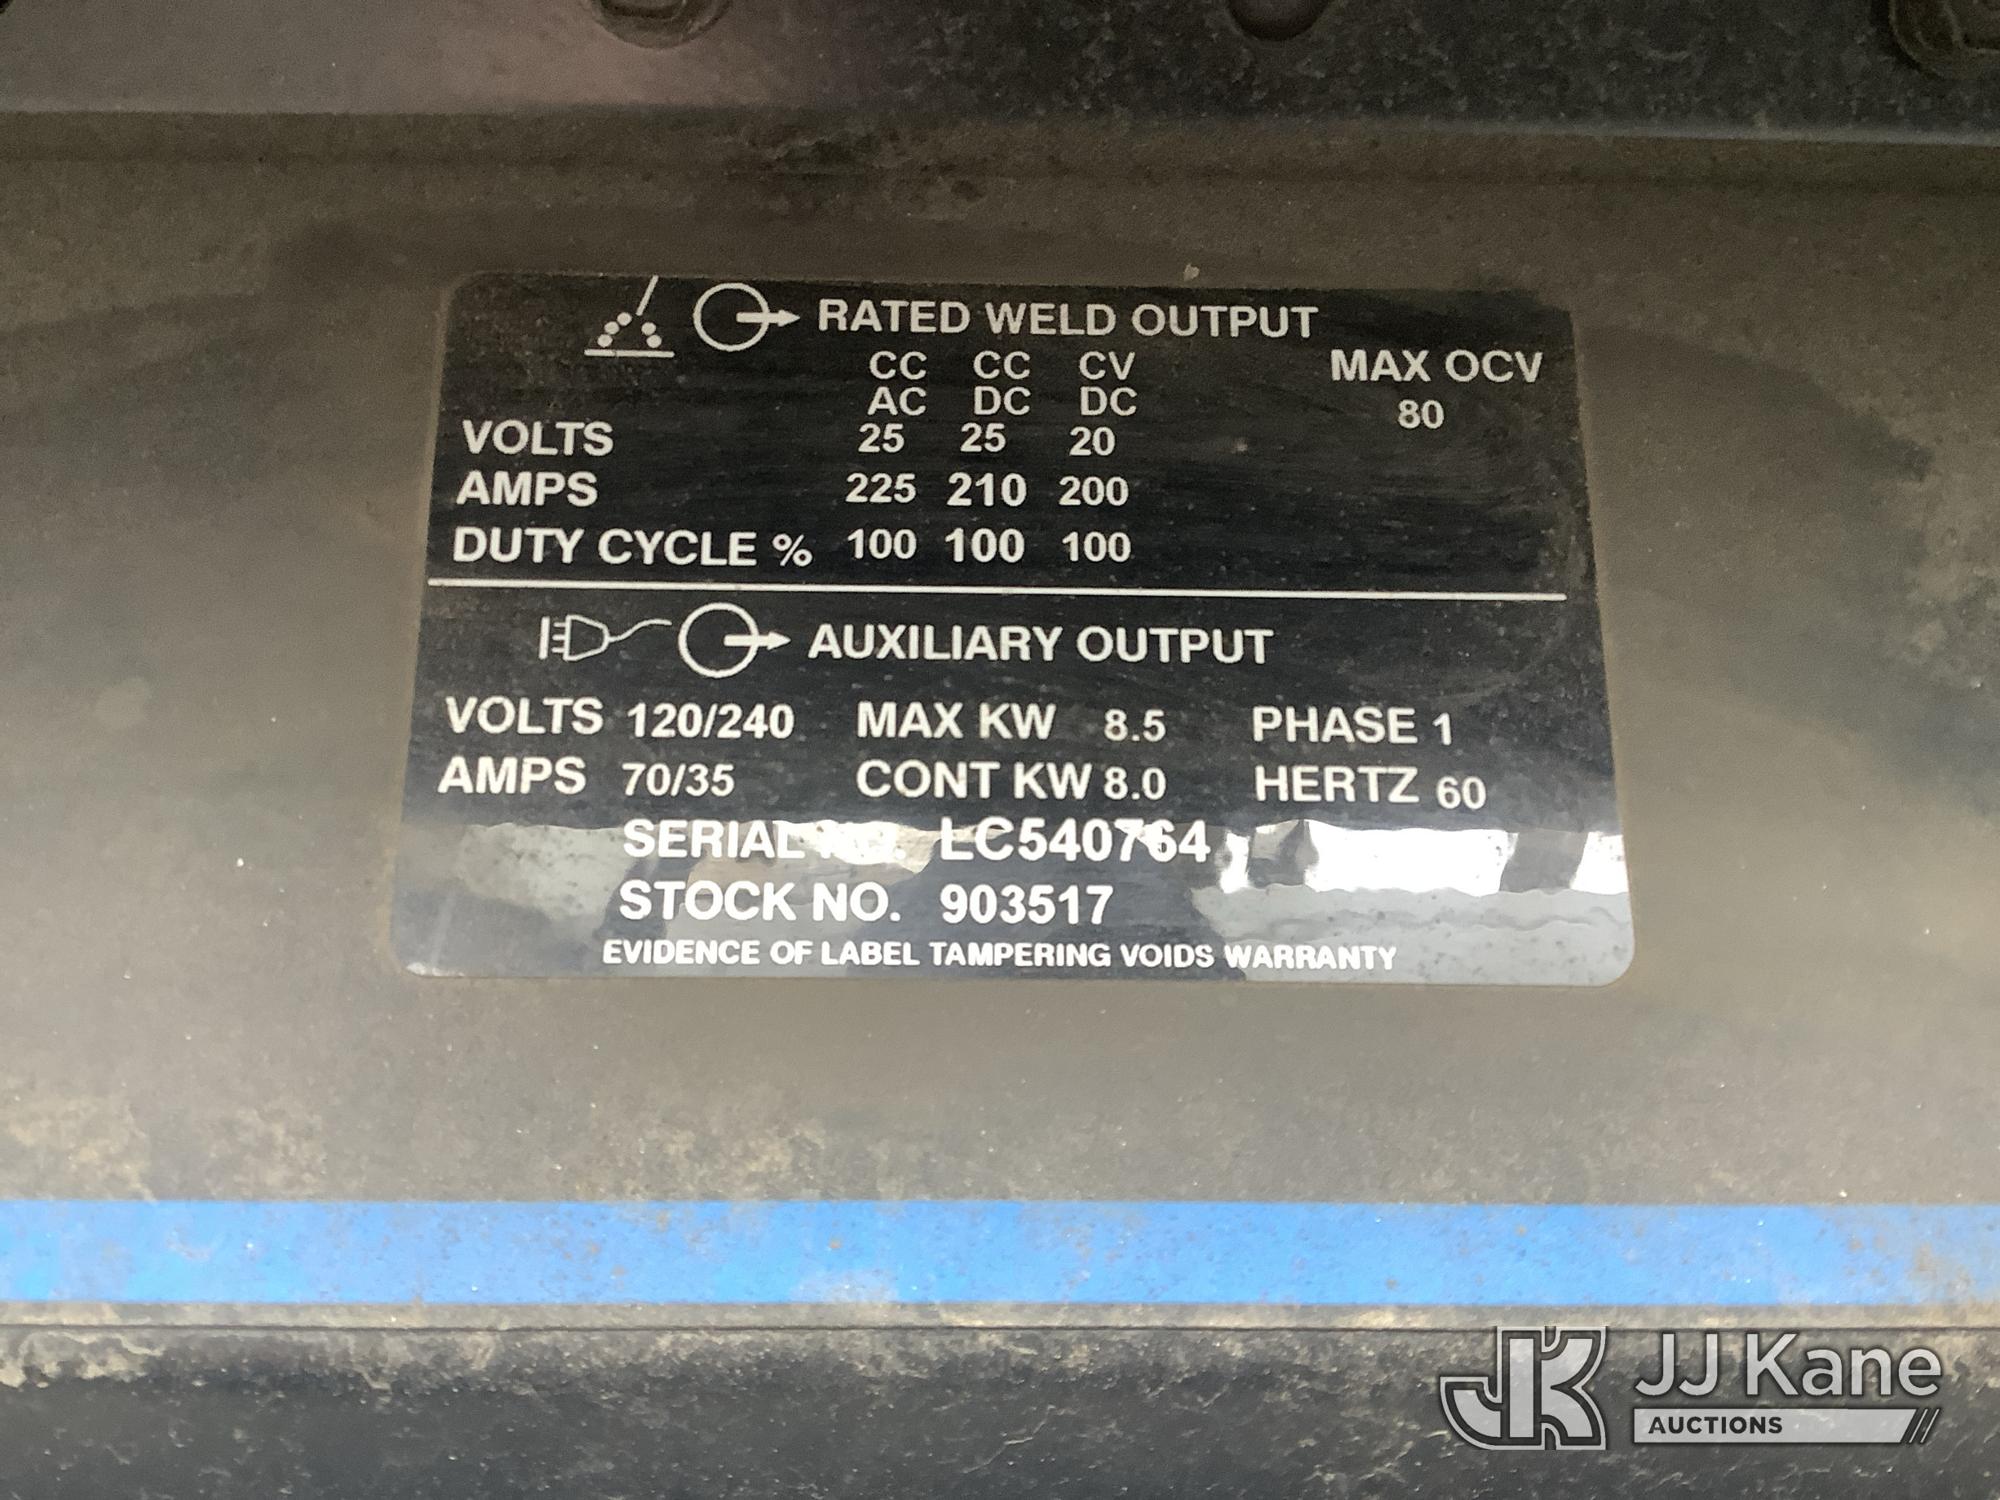 RATED WELD OUTPUT
CC CC CV MAX OCV
AC DC DC 80
VOLTS 25 25 20
AMPS 225 210 200
DUTY CYCLE % 100 100 100
AUXILIARY OUTPUT
VOLTS 120/240 MAX KW 8.5 PHASE 1
AMPS 70/35 CONT KW 8.0 HERTZ 60
SERIAL NO. LC540764
STOCK NO. 903517
EVIDENCE OF LABEL TAMPERING VOIDS WARRANTY
JK JJ Kane
AUCTIONS